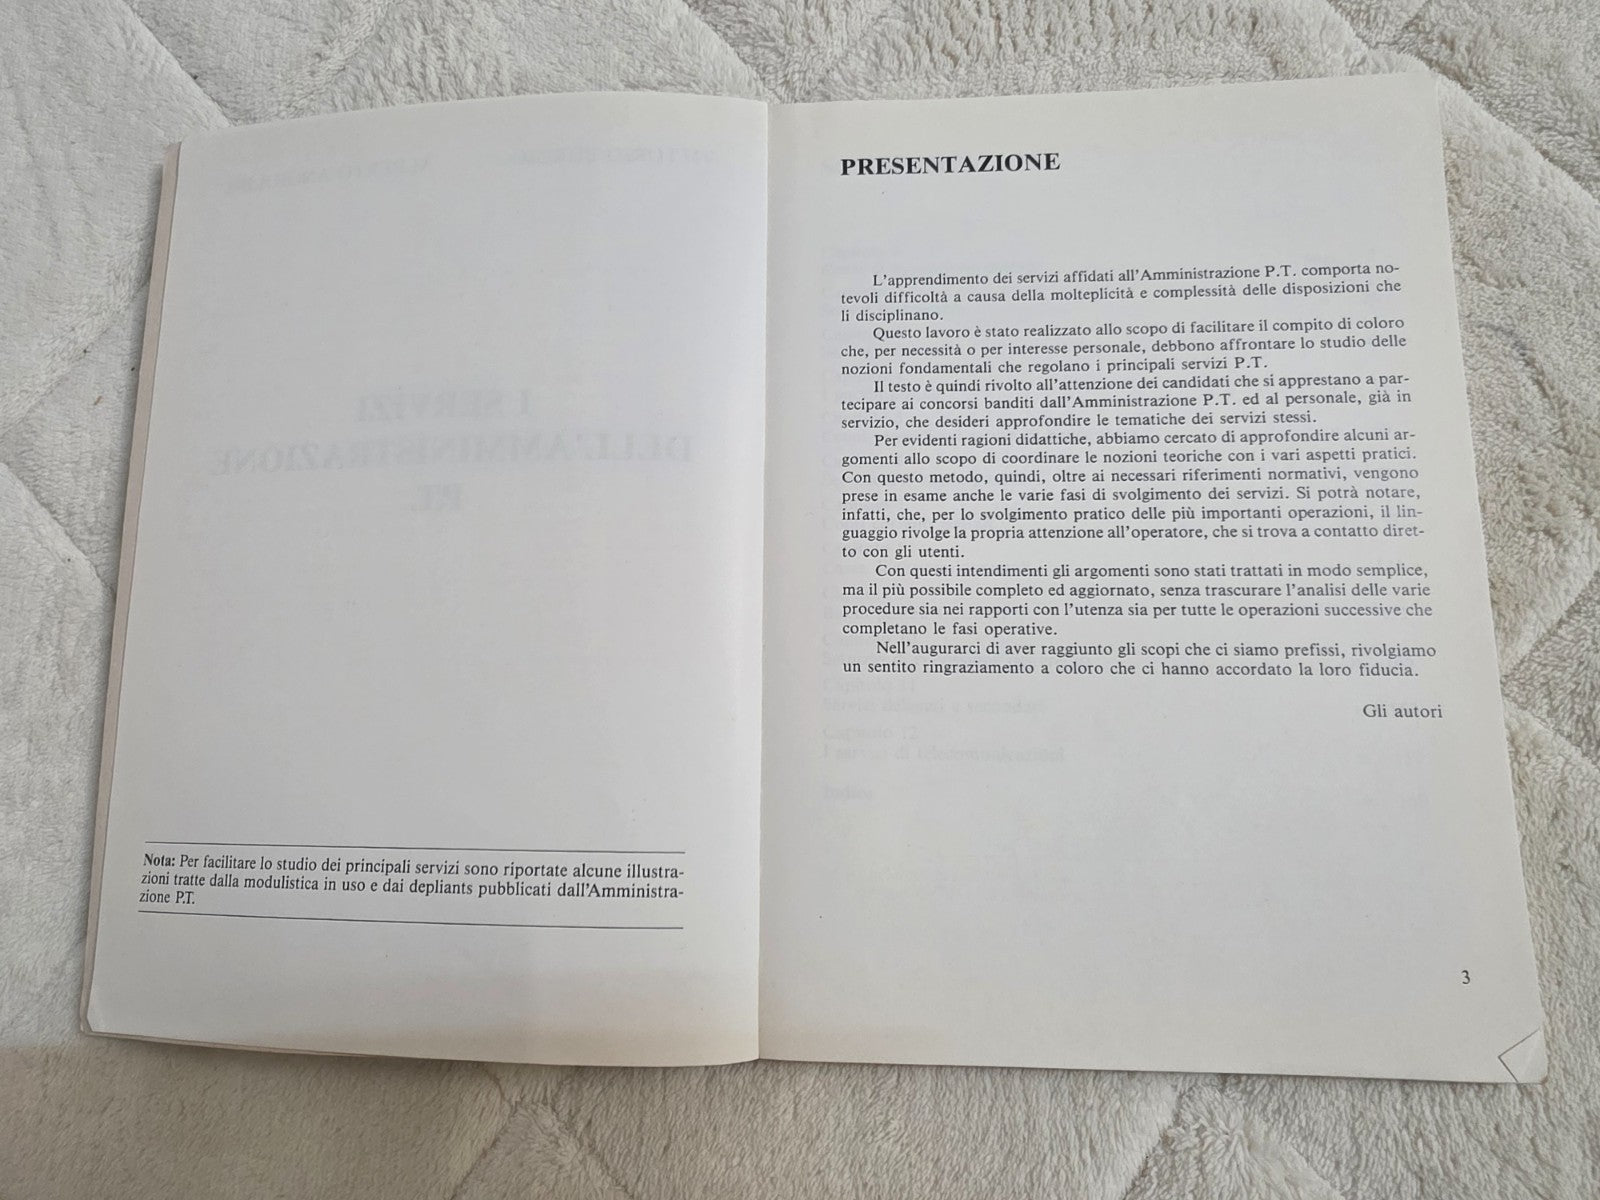 Nota: Per facilitare lo studio dei principali servizi sono riportate alcune illustra-
zioni tratte dalla modulistica in uso e dai depliants pubblicati dall'Amministra-
zione P.T.
PRESENTAZIONE
L'apprendimento dei servizi affidati all'Amministrazione P.T. comporta no-
tevoli difficoltà a causa della molteplicità e complessità delle disposizioni che
li disciplinano.
Questo lavoro è stato realizzato allo scopo di facilitare il compito di coloro
che, per necessità o per interesse personale, debbono affrontare lo studio delle
nozioni fondamentali che regolano i principali servizi P.T.
Il testo è quindi rivolto all'attenzione dei candidati che si apprestano a par-
tecipare ai concorsi banditi dall'Amministrazione P.T. ed al personale, già in
servizio, che desideri approfondire le tematiche dei servizi stessi.
Per evidenti ragioni didattiche, abbiamo cercato di approfondire alcuni ar-
gomenti allo scopo di coordinare le nozioni teoriche con i vari aspetti pratici.
Con questo metodo, quindi, oltre ai necessari riferimenti normativi, vengono
prese in esame anche le varie fasi di svolgimento dei servizi. Si potrà notare,
infatti, che, per lo svolgimento pratico delle più importanti operazioni, il lin-
guaggio rivolge la propria attenzione all'operatore, che si trova a contatto diret-
to con gli utenti.
Con questi intendimenti gli argomenti sono stati trattati in modo semplice,
ma il più possibile completo ed aggiornato, senza trascurare l'analisi delle varie
procedure sia nei rapporti con l'utenza sia per tutte le operazioni successive che
completano le fasi operative.
Nell'augurarci di aver raggiunto gli scopi che ci siamo prefissi, rivolgiamo
un sentito ringraziamento a coloro che ci hanno accordato la loro fiducia.
Gli autori
3